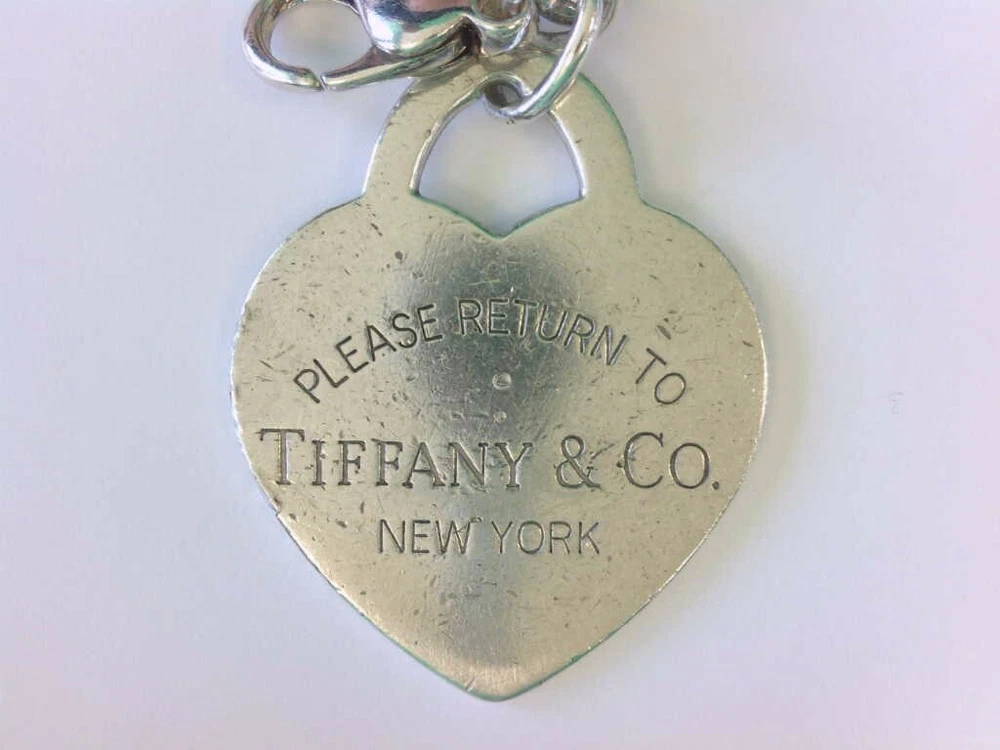 PLEASE RETURN TO
TIFFANY & CO.
NEW YORK